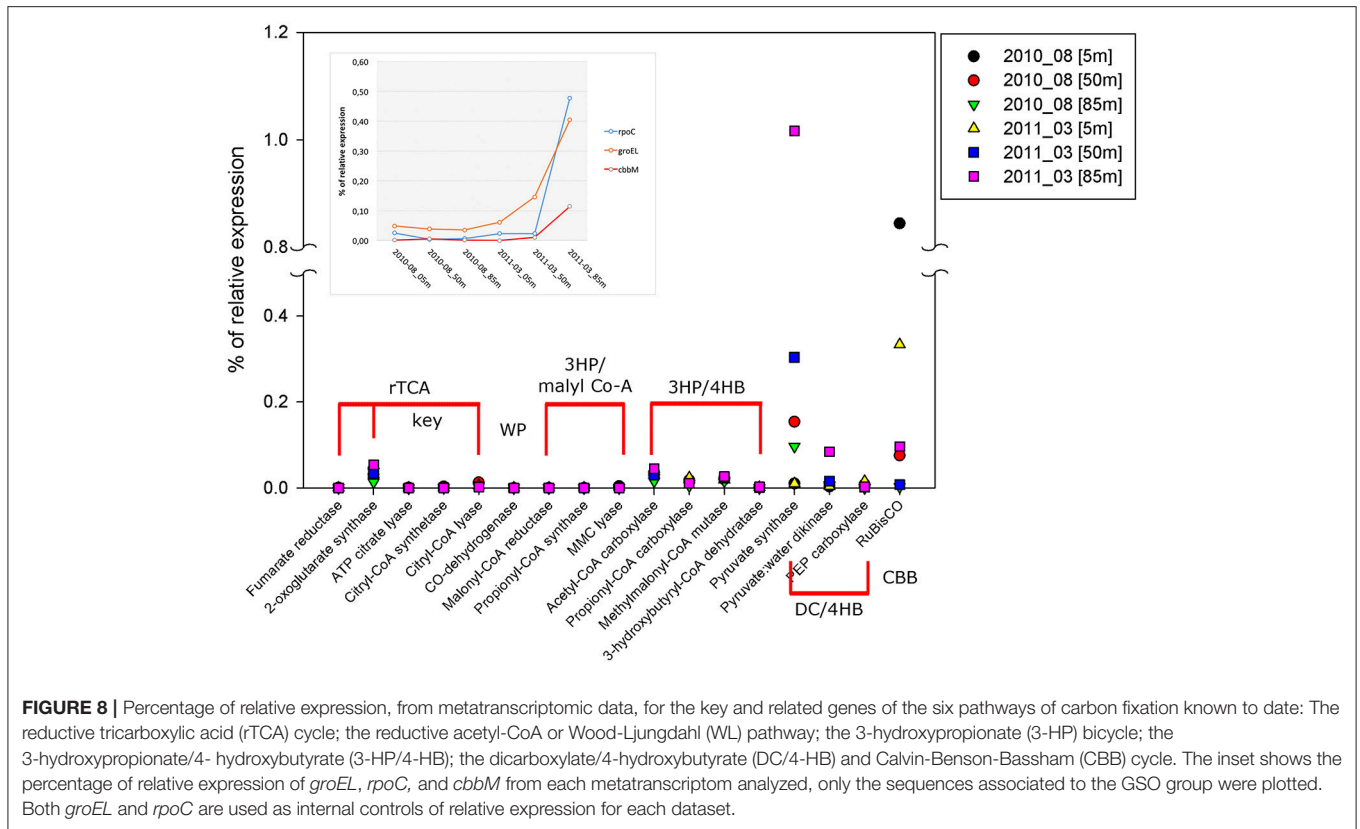 1.2
1.0
0.8
0.4
0.2
0.0
% of relative expression
0,60
0,50
0,40
0,30
0,20
0,10
0,00
% of relative expression
2010-08_05m
2010-08_50m
2010-08_85m
2011-03_05m
2011-03_50m
2011-03_85m
rpoC
groEL
cbbM
2010_08 [5m]
2010_08 [50m]
2010_08 [85m]
2011_03 [5m]
2011_03 [50m]
2011_03 [85m]
rTCA
key
WP
3HP/
malyl Co-A
3HP/4HB
Fumarate reductase
2-oxoglutarate synthase
ATP citrate lyase
Citryl-CoA synthetase
Citryl-CoA lyase
CO-dehydrogenase
Malonyl-CoA reductase
Propionyl-CoA synthase
MMC lyase
Acetyl-CoA carboxylase
Propionyl-CoA carboxylase
Methylmalonyl-CoA mutase
3-hydroxybutyryl-CoA dehydratase
Pyruvate synthase
Pyruvate:water dikinase
PEP carboxylase
RuBisCO
DC/4HB
CBB
FIGURE 8 | Percentage of relative expression, from metatranscriptomic data, for the key and related genes of the six pathways of carbon fixation known to date: The
reductive tricarboxylic acid (rTCA) cycle; the reductive acetyl-CoA or Wood-Ljungdahl (WL) pathway; the 3-hydroxypropionate (3-HP) bicycle; the
3-hydroxypropionate/4- hydroxybutyrate (3-HP/4-HB); the dicarboxylate/4-hydroxybutyrate (DC/4-HB) and Calvin-Benson-Bassham (CBB) cycle. The inset shows the
percentage of relative expression of groEL, rpoC, and cbbM from each metatranscriptom analyzed, only the sequences associated to the GSO group were plotted.
Both groEL and rpoC are used as internal controls of relative expression for each dataset.